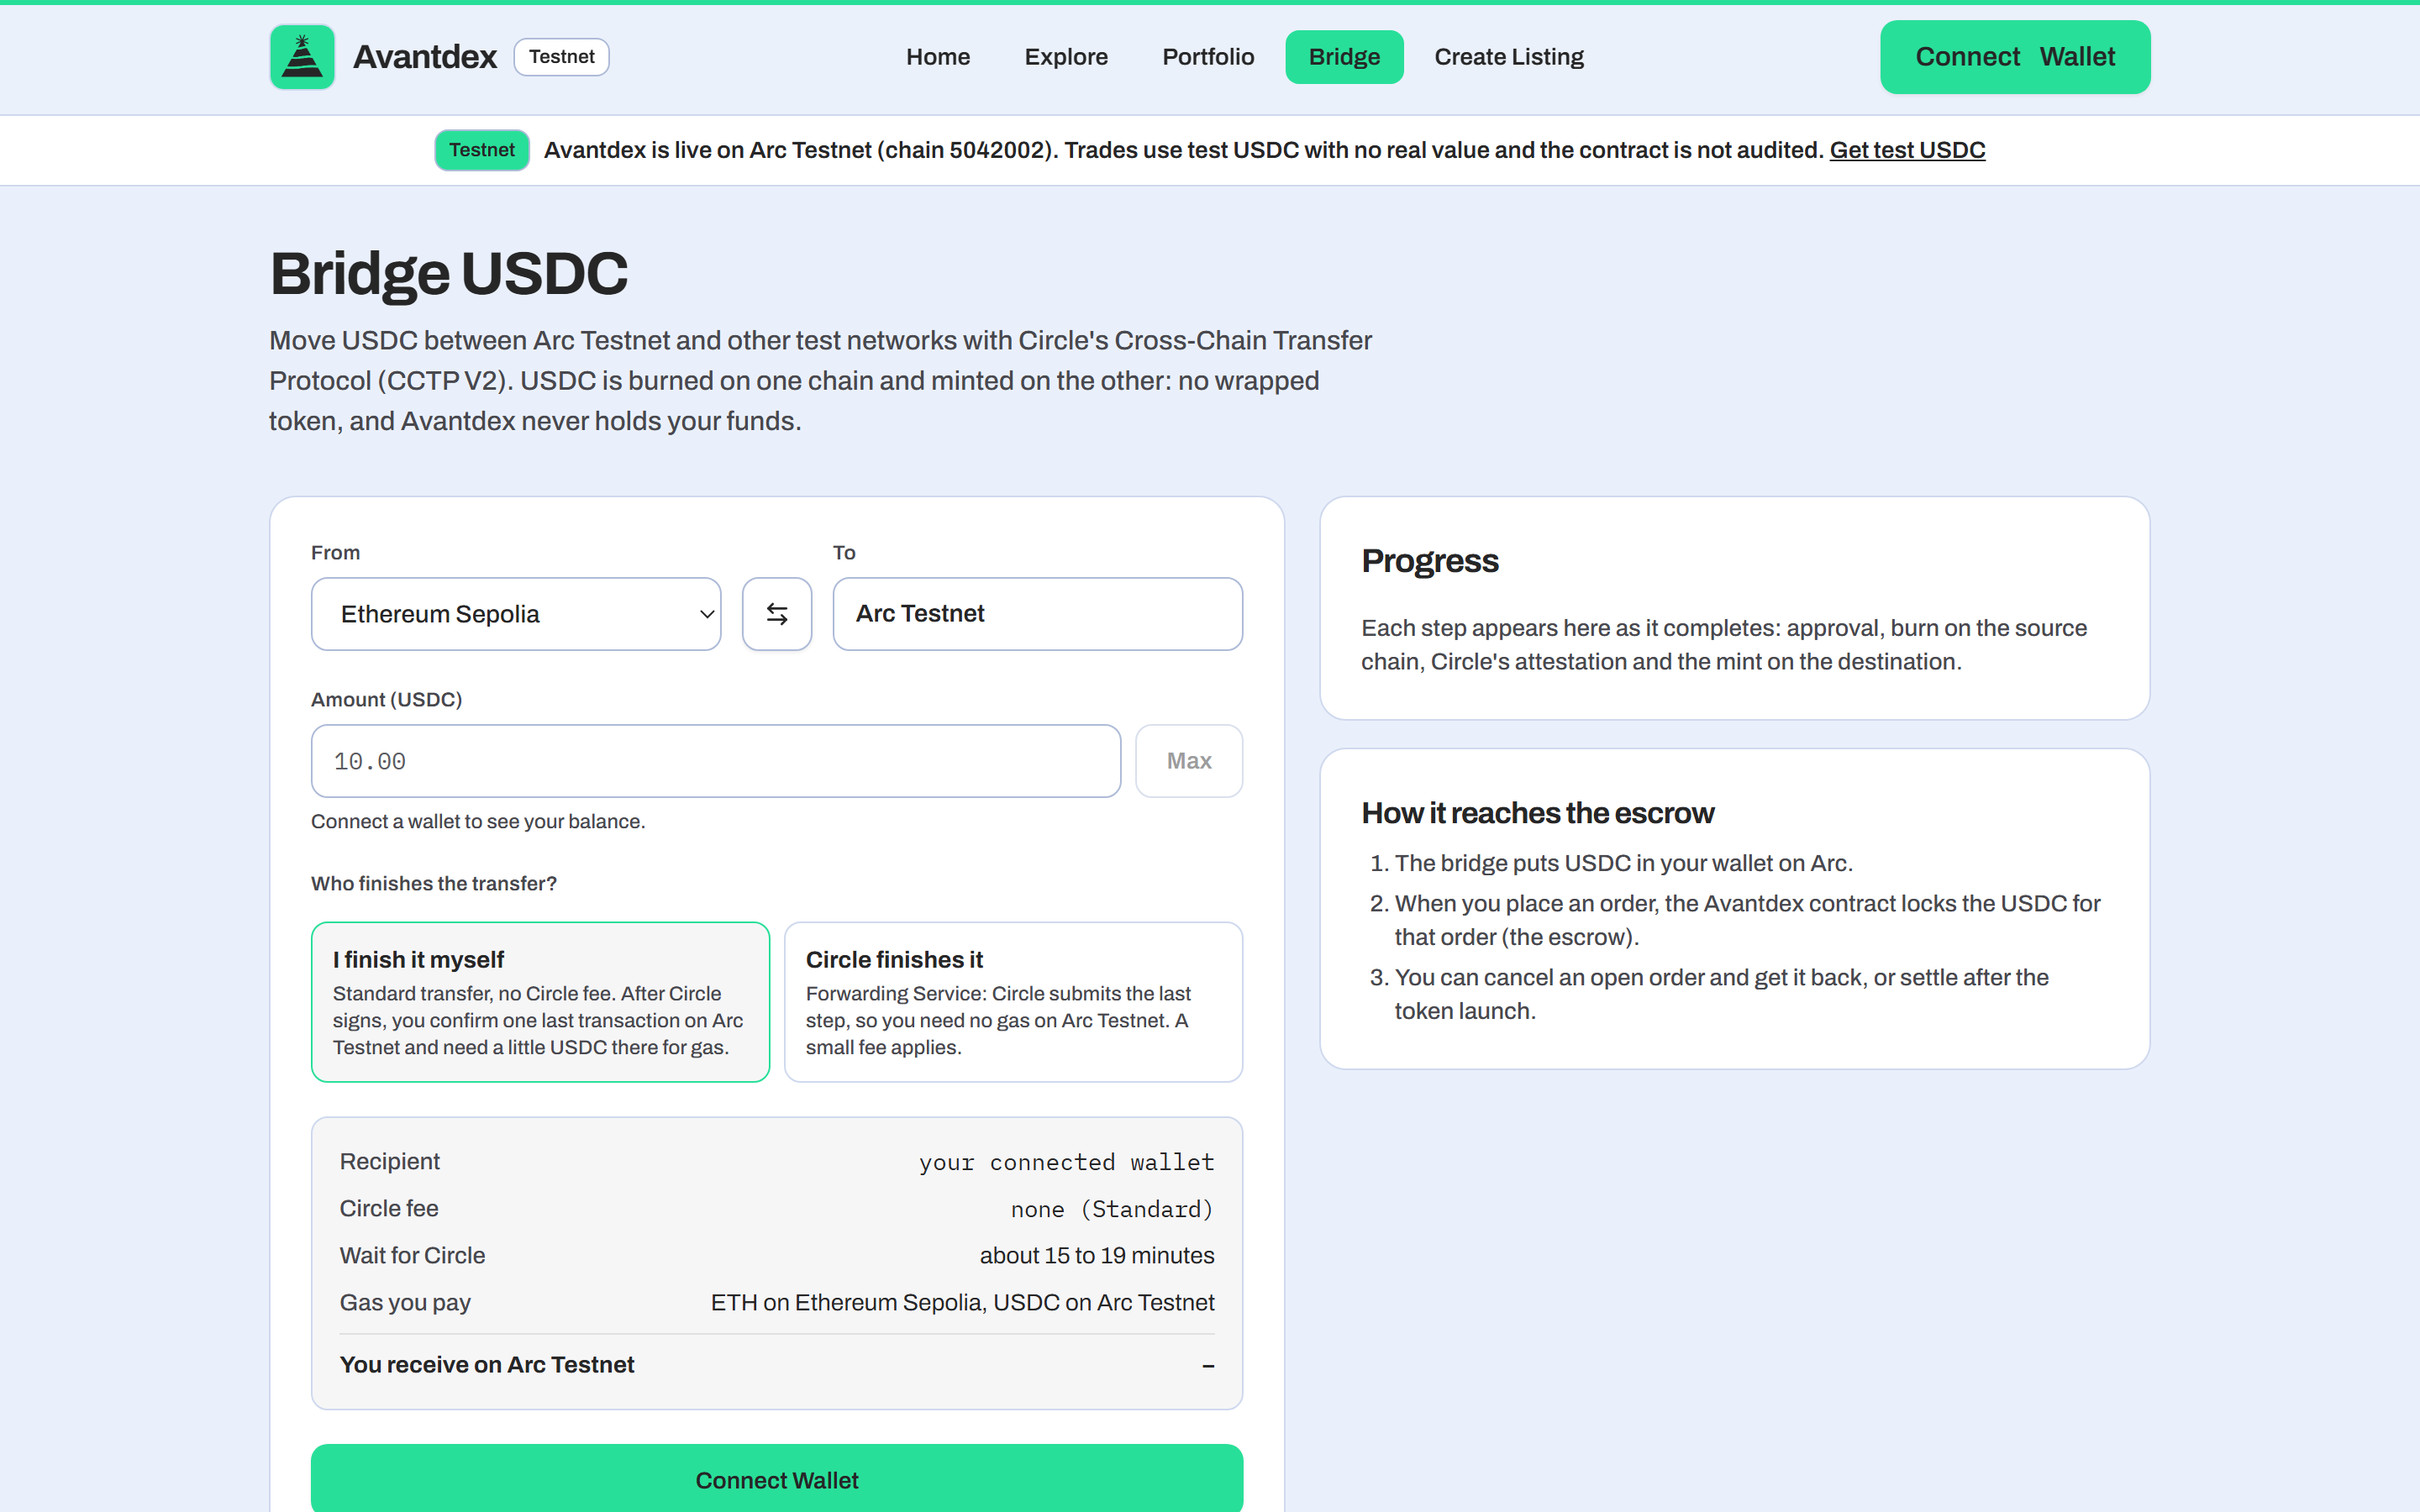 Avantdex
Testnet
Home
Explore
Portfolio
Bridge
Create Listing
Connect Wallet
Testnet
Avantdex is live on Arc Testnet (chain 5042002). Trades use test USDC with no real value and the contract is not audited. Get test USDC
Bridge USDC
Move USDC between Arc Testnet and other test networks with Circle's Cross-Chain Transfer
Protocol (CCTP V2). USDC is burned on one chain and minted on the other: no wrapped
token, and Avantdex never holds your funds.
From
To
Ethereum Sepolia
Arc Testnet
Amount (USDC)
10.00
Max
Connect a wallet to see your balance.
Who finishes the transfer?
I finish it myself
Standard transfer, no Circle fee. After Circle
signs, you confirm one last transaction on Arc
Testnet and need a little USDC there for gas.
Circle finishes it
Forwarding Service: Circle submits the last
step, so you need no gas on Arc Testnet. A
small fee applies.
Recipient
your connected wallet
Circle fee
none (Standard)
Wait for Circle
about 15 to 19 minutes
Gas you pay
ETH on Ethereum Sepolia, USDC on Arc Testnet
You receive on Arc Testnet
–
Connect Wallet
Progress
Each step appears here as it completes: approval, burn on the source
chain, Circle's attestation and the mint on the destination.
How it reaches the escrow
1. The bridge puts USDC in your wallet on Arc.
2. When you place an order, the Avantdex contract locks the USDC for
that order (the escrow).
3. You can cancel an open order and get it back, or settle after the
token launch.